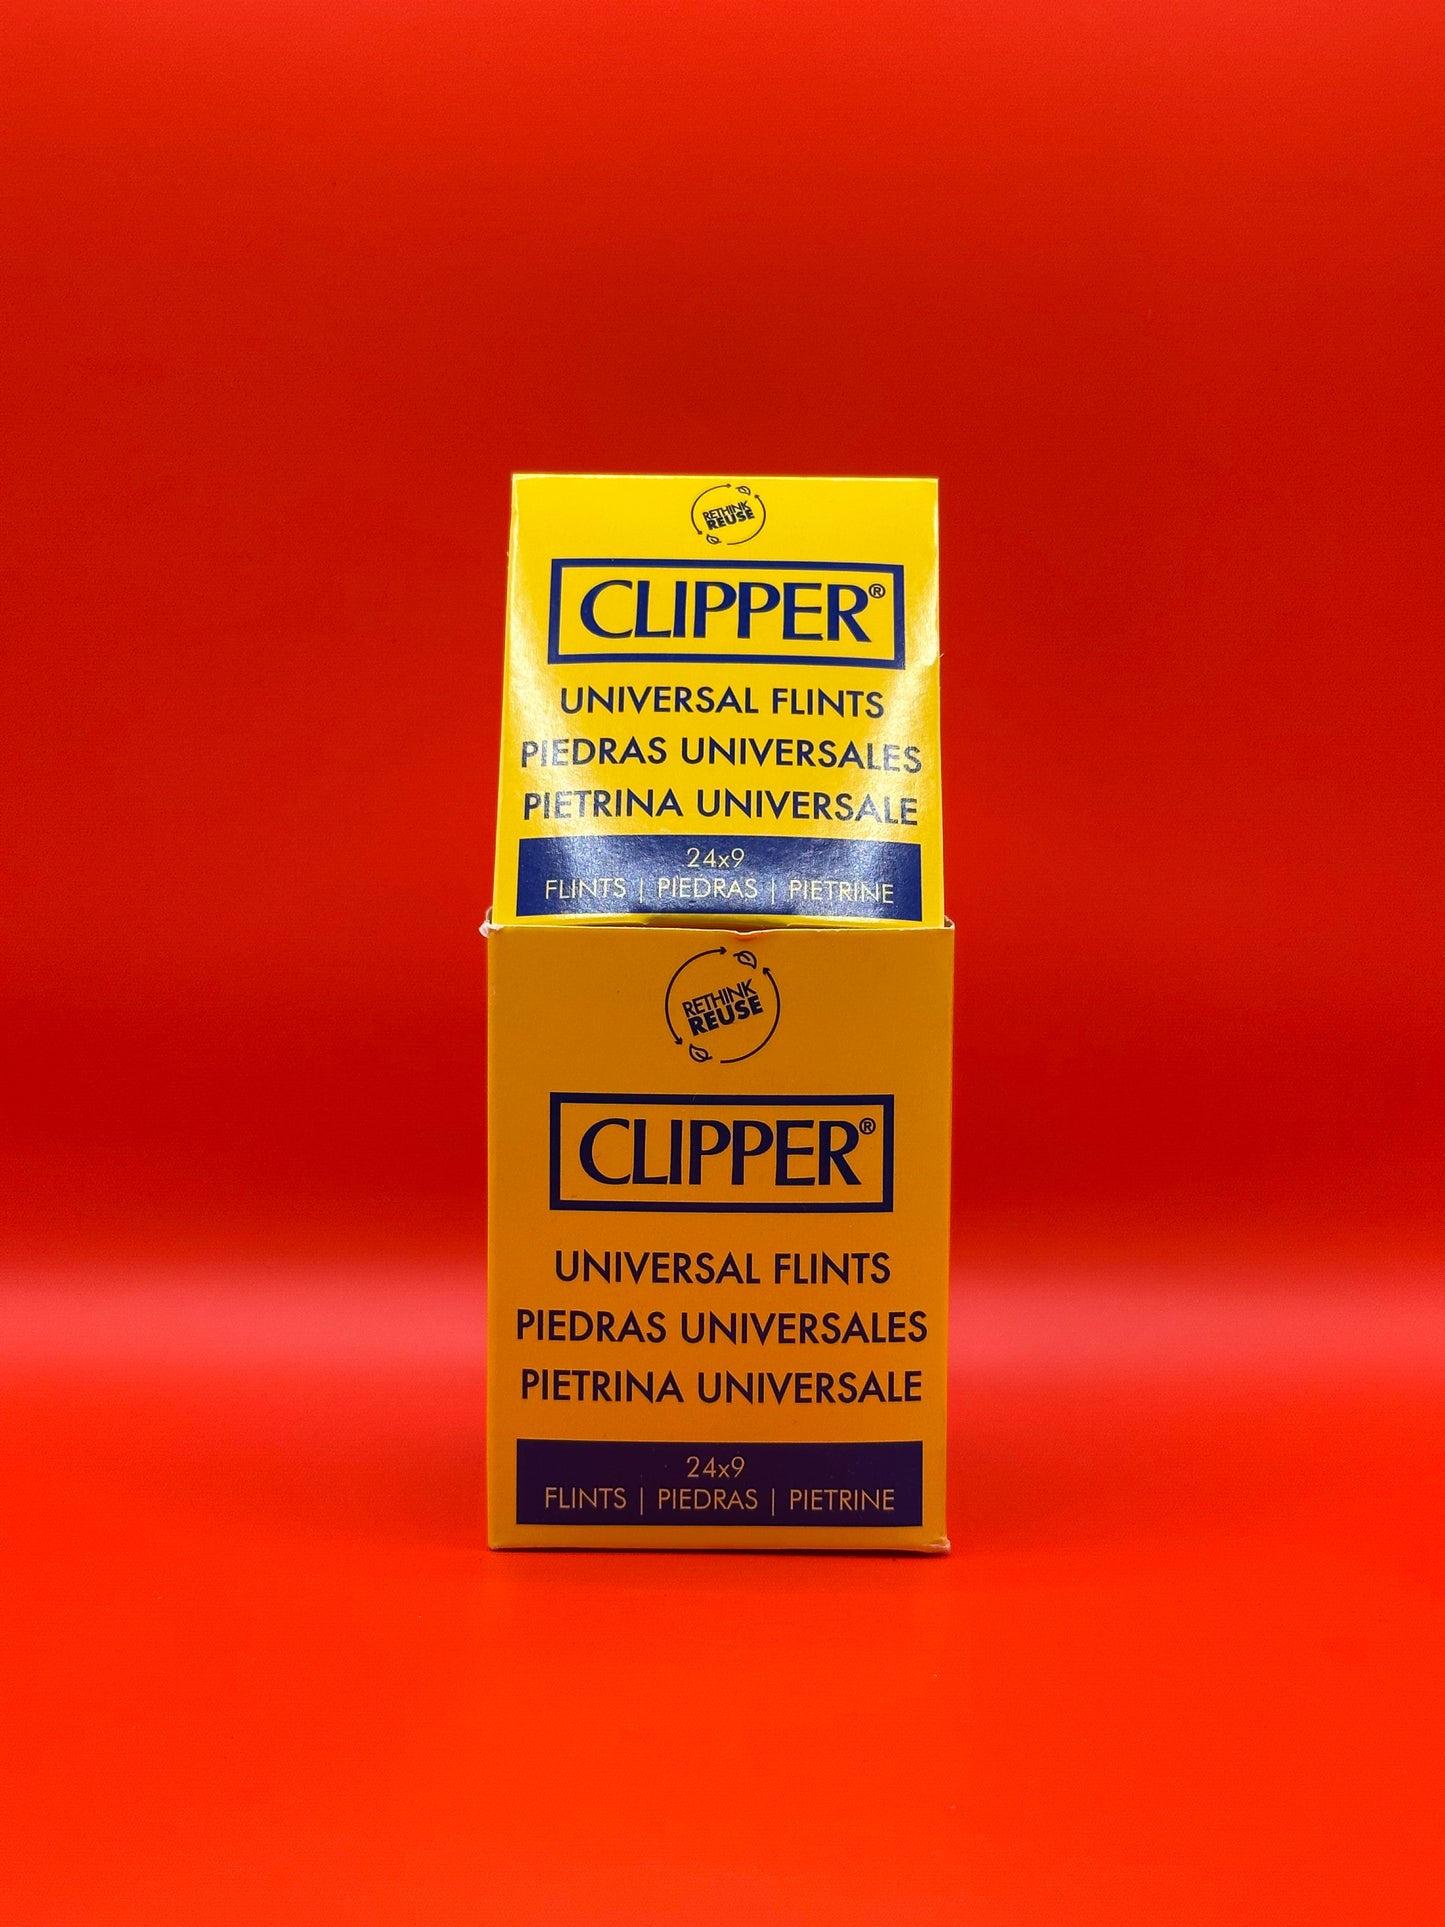 RETHINK
REUSE
CLIPPER®
UNIVERSAL FLINTS
PIEDRAS UNIVERSALES
PIETRINA UNIVERSALE
24x9
FLINTS | PIEDRAS | PIETRINE
RETHINK
REUSE
CLIPPER®
UNIVERSAL FLINTS
PIEDRAS UNIVERSALES
PIETRINA UNIVERSALE
24x9
FLINTS | PIEDRAS | PIETRINE